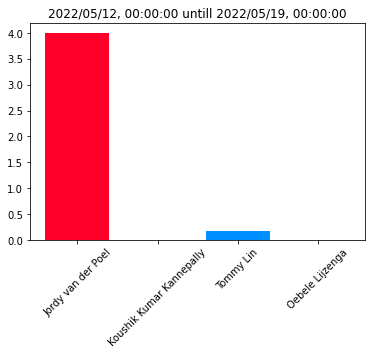 2022/05/12, 00:00:00 untill 2022/05/19, 00:00:00
4.0
3.5
3.0
2.5
2.0
1.5
1.0
0.5
0.0
Jordy van der Poel
Koushik Kumar Kannepally
Tommy Lin
Oebele Lijzenga